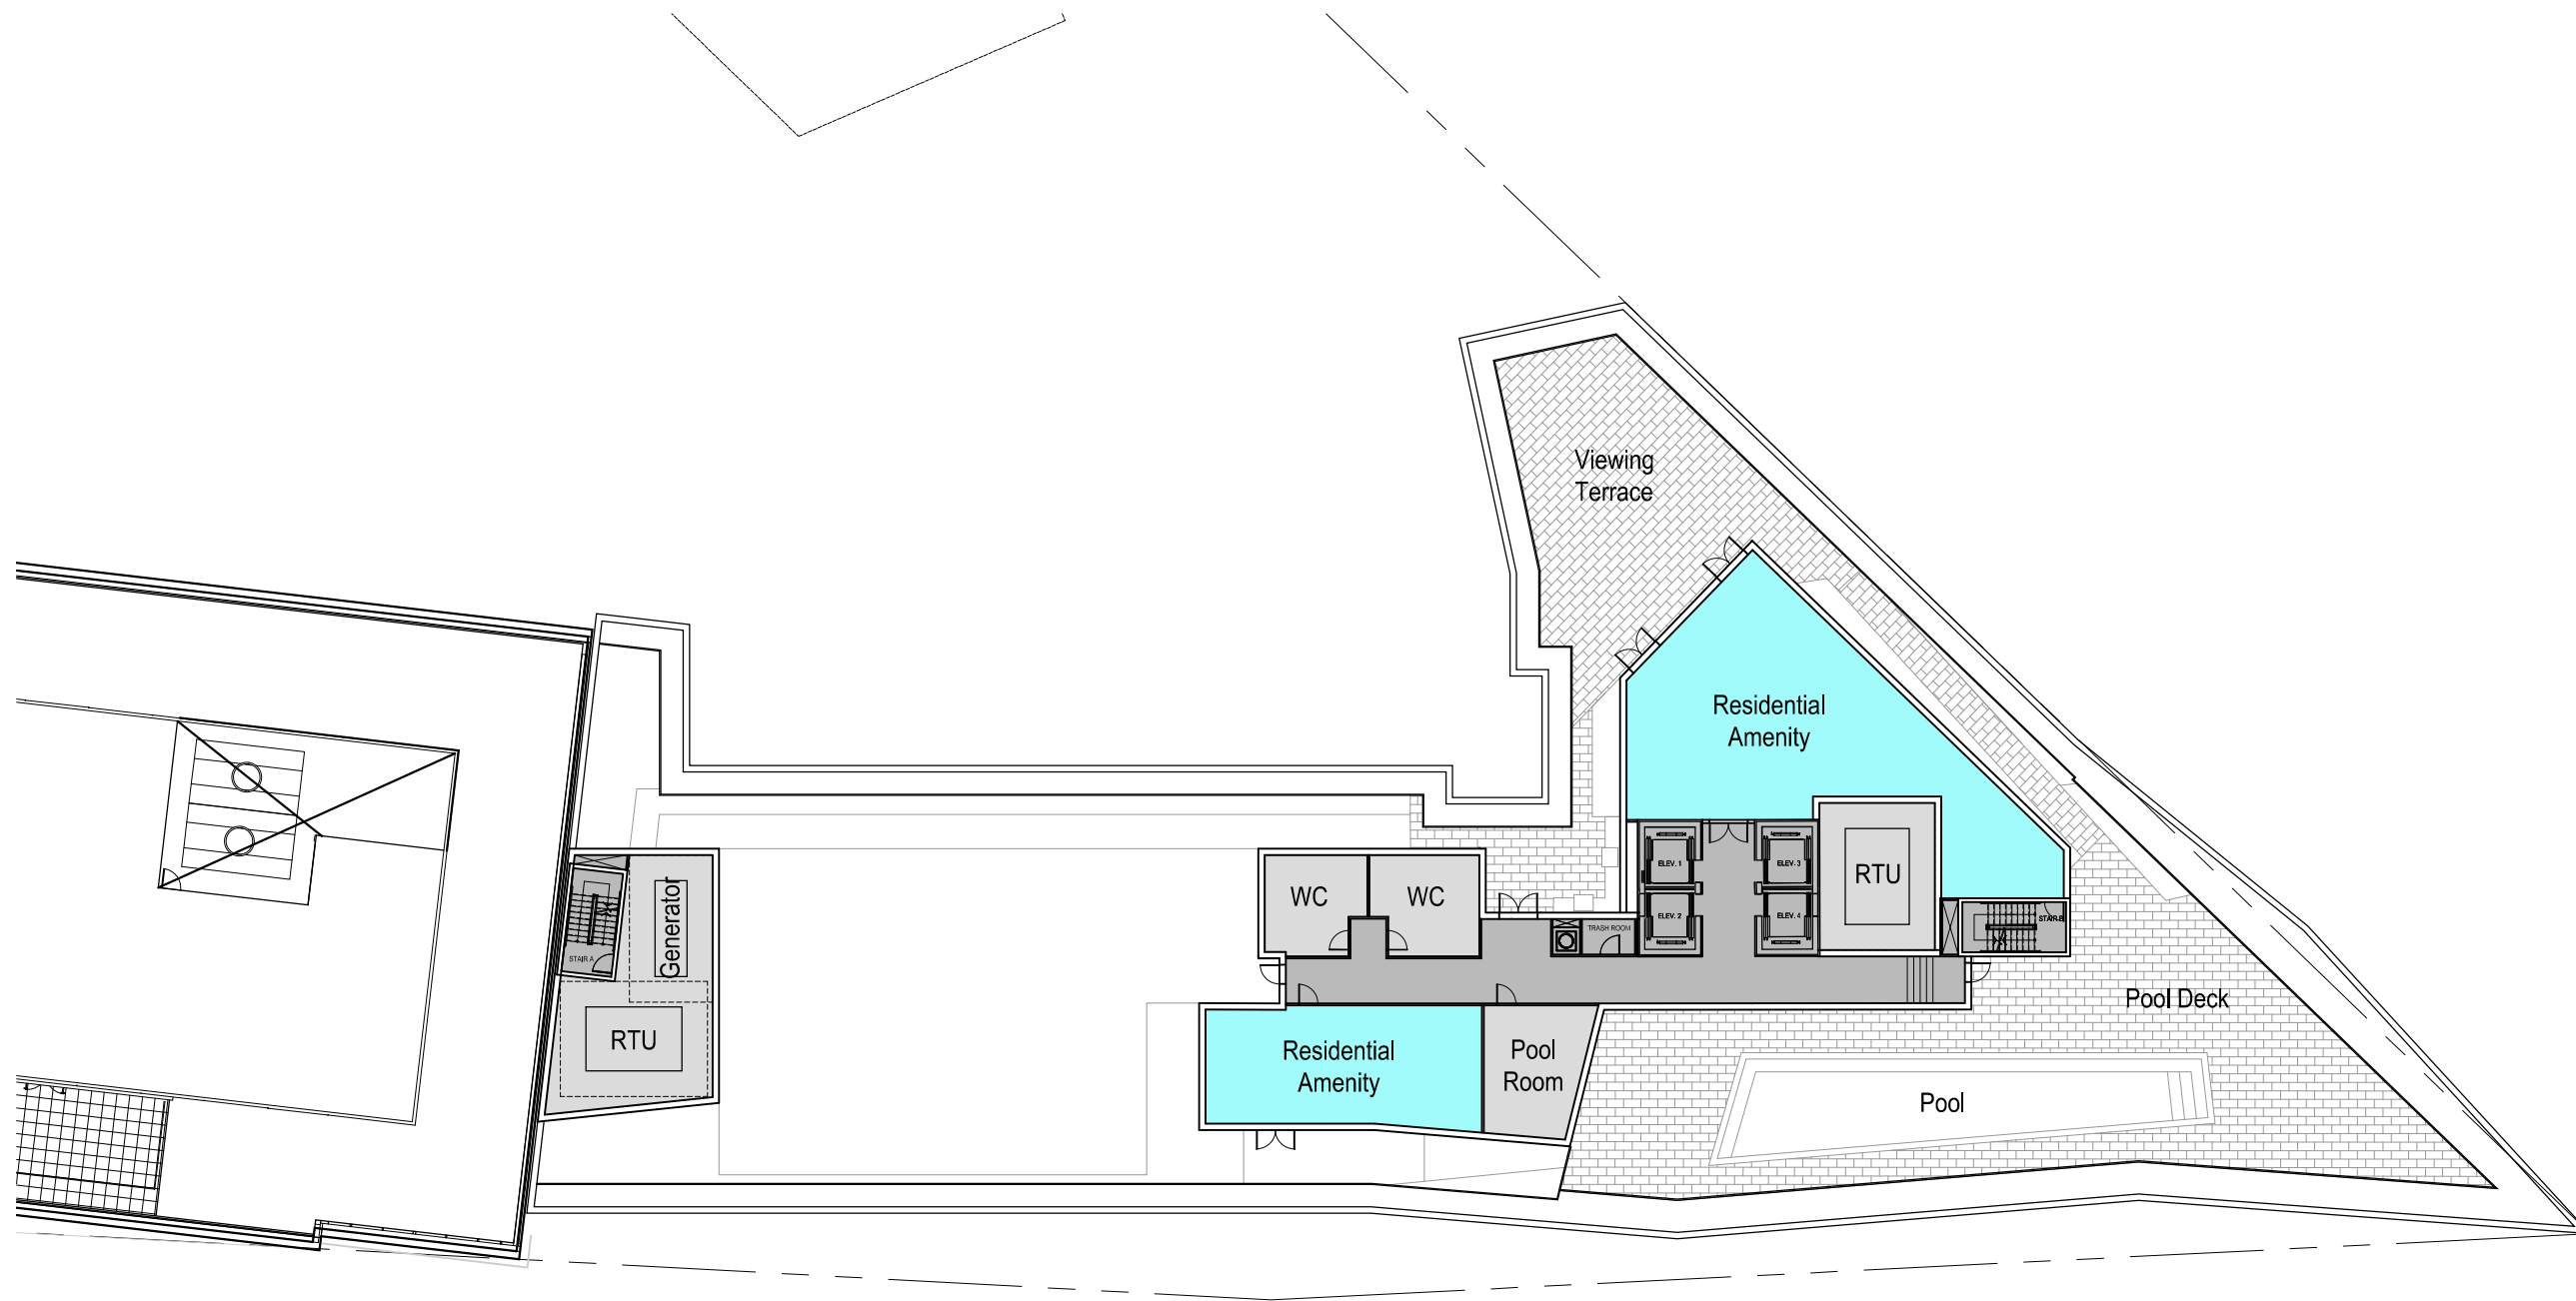 Viewing
Terrace
Residential
Amenity
ELEV. 1
ELEV. 3
RTU
Generator
WC
WC
ELEV. 2
ELEV. 4
STAIR B
TRASH ROOM
STAIR A
Pool Deck
RTU
Residential
Amenity
Pool
Room
Pool